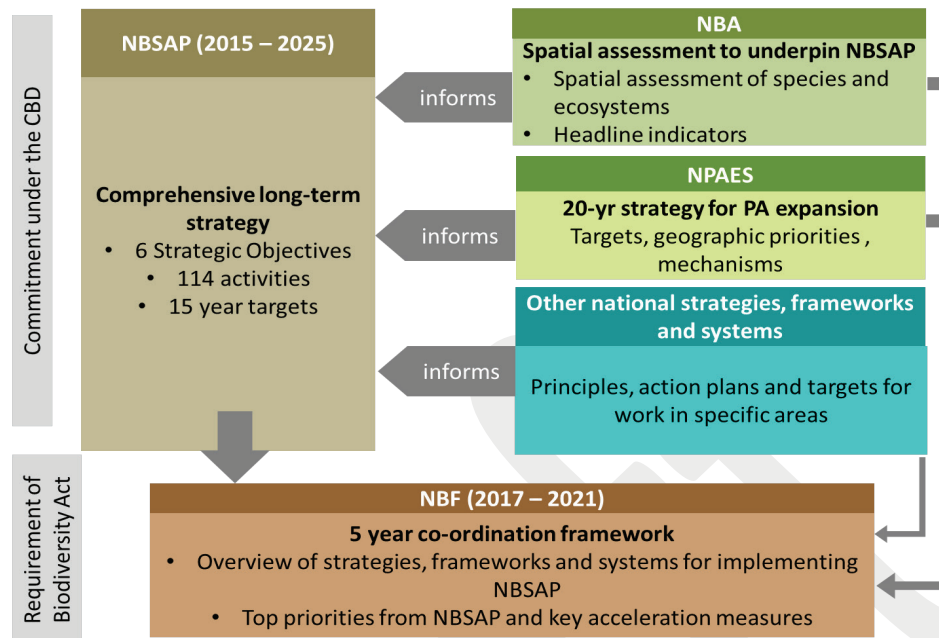 Commitment under the CBD
NBSAP (2015 – 2025)
Comprehensive long-term
strategy
• 6 Strategic Objectives
• 114 activities
• 15 year targets
informs
NBA
Spatial assessment to underpin NBSAP
• Spatial assessment of species and
ecosystems
• Headline indicators
informs
NPAES
20-yr strategy for PA expansion
Targets, geographic priorities ,
mechanisms
informs
Other national strategies, frameworks
and systems
Principles, action plans and targets for
work in specific areas
Requirement of
Biodiversity Act
NBF (2017 – 2021)
5 year co-ordination framework
• Overview of strategies, frameworks and systems for implementing
NBSAP
• Top priorities from NBSAP and key acceleration measures